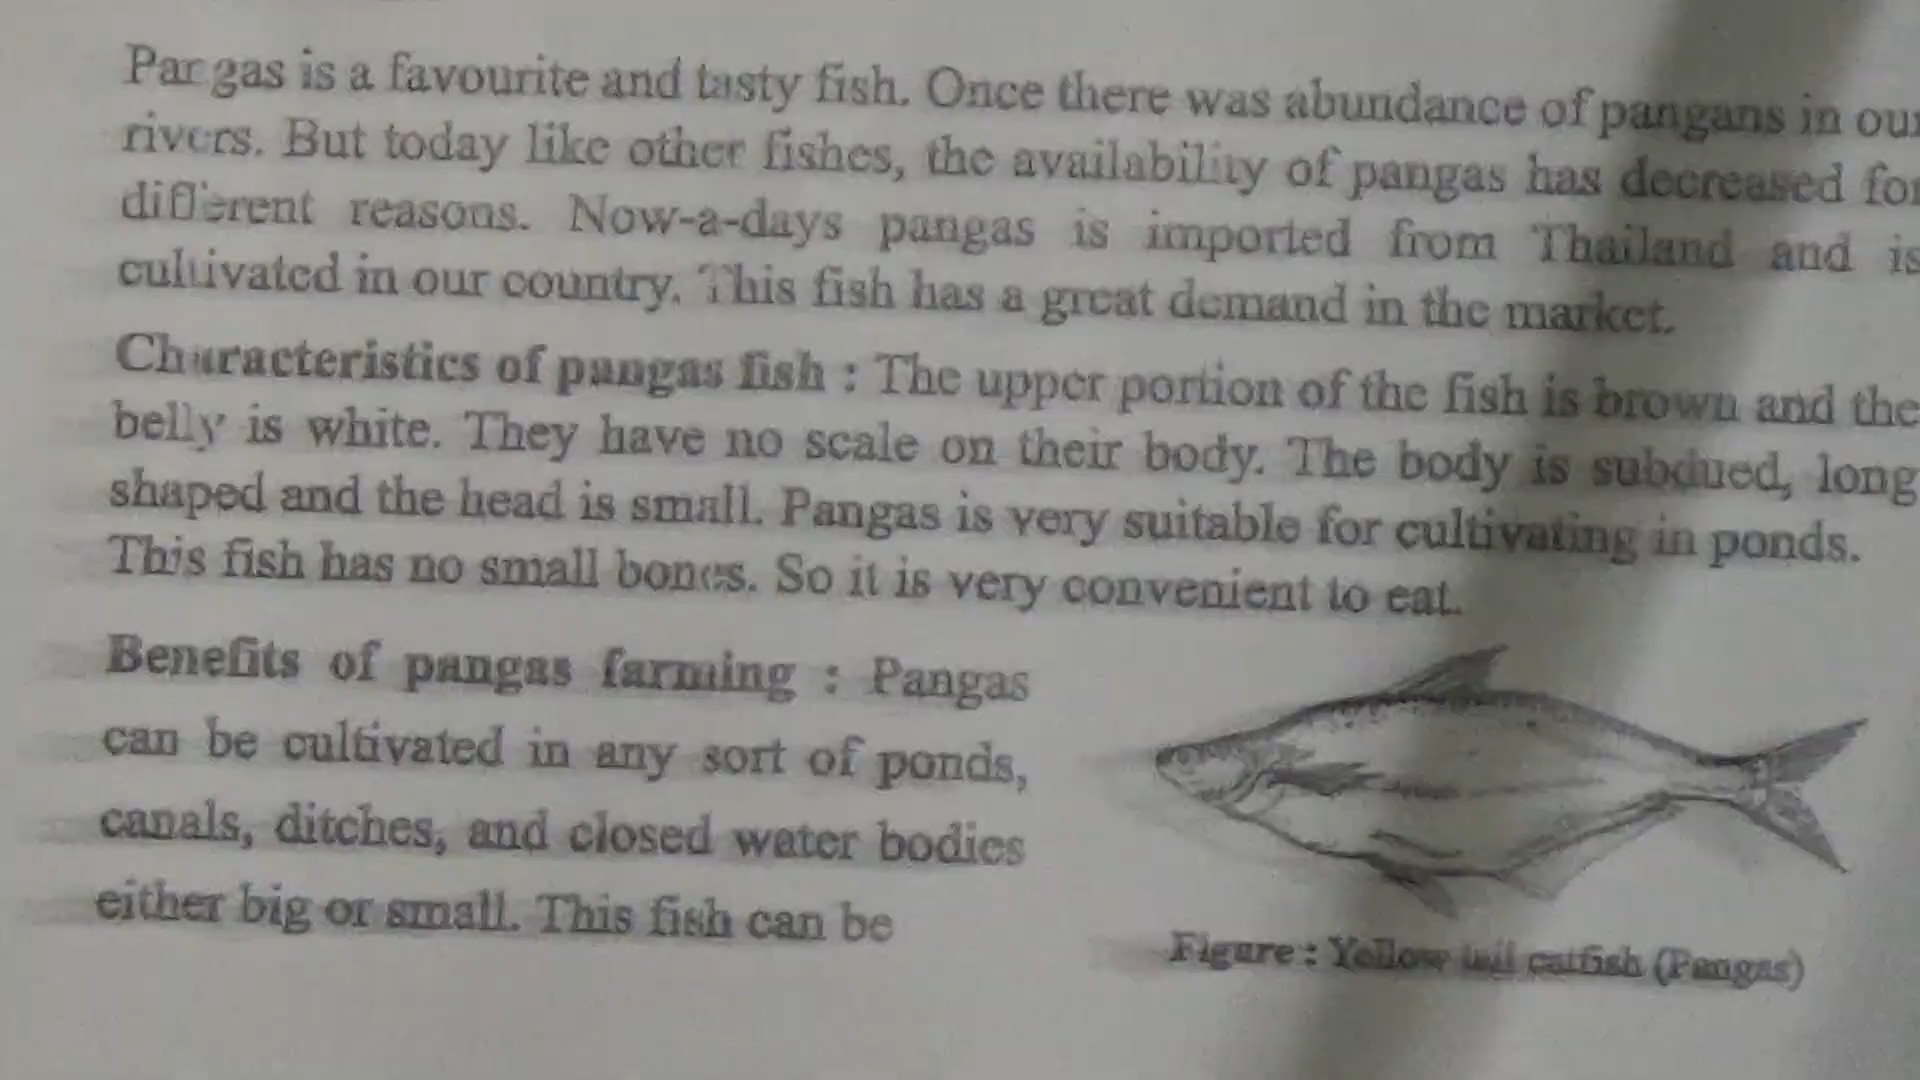 Pangas is a favourite and tasty fish. Once there was abundance of pangans in our
rivers. But today like other fishes, the availability of pangas has decreased for
different reasons. Now-a-days pangas is imported from Thailand and is
cultivated in our country. This fish has a great demand in the market.
Characteristics of pangas fish : The upper portion of the fish is brown and the
belly is white. They have no scale on their body. The body is subdued, long
shaped and the head is small. Pangas is very suitable for cultivating in ponds.
This fish has no small bones. So it is very convenient to eat.
Benefits of pangas farming : Pangas
can be cultivated in any sort of ponds,
canals, ditches, and closed water bodies
either big or small. This fish can be
Figure : Yellow tail catfish (Pangas)